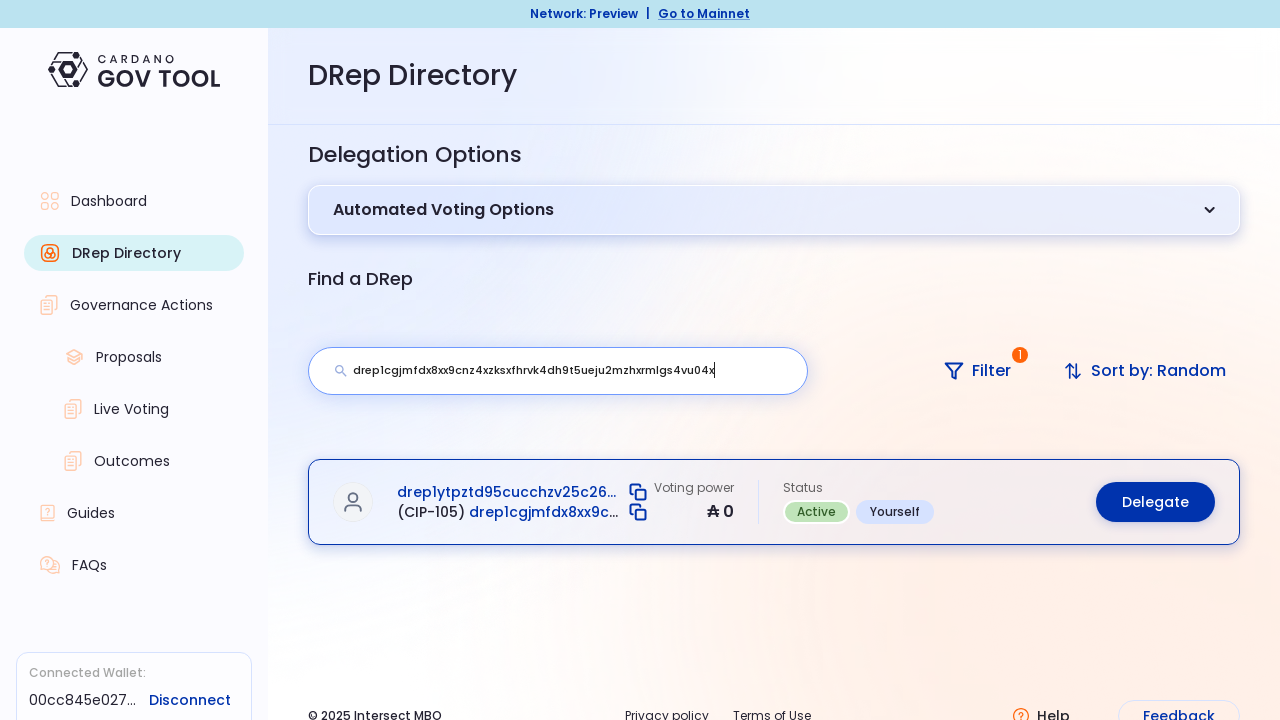 Network: Preview | Go to Mainnet
CARDANO
GOV TOOL
DRep Directory
Dashboard
DRep Directory
Governance Actions
Proposals
Live Voting
Outcomes
Guides
FAQs
Connected Wallet:
00cc845e027... Disconnect
Delegation Options
Automated Voting Options
Find a DRep
drep1cgjmfdx8xx9cnz4xzksxfhrvk4dh9t5ueju2mzhxrmlgs4vu04x
Filter 1
Sort by: Random
drep1ytpztd95cucchzv25c26...
(CIP-105) drep1cgjmfdx8xx9c...
Voting power
₳ 0
Status
Active Yourself
Delegate
© 2025 Intersect MBO
Privacy policy
Terms of Use
Help
Feedback